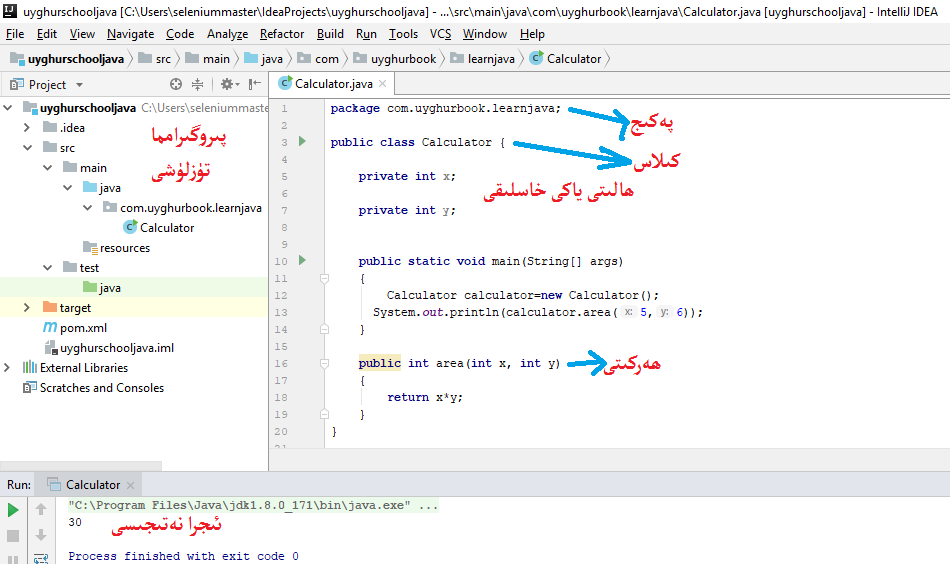 uyghurschooljava [C:\Users\seleniummaster\IdeaProjects\uyghurschooljava] - ...\src\main\java\com\uyghurbook\learnjava\Calculator.java [uyghurschooljava] - IntelliJ IDEA
File Edit View Navigate Code Analyze Refactor Build Run Tools VCS Window Help
uyghurschooljava src main java com uyghurbook learnjava Calculator
Project
Calculator.java
uyghurschooljava C:\Users\seleniummaster
.idea
src
main
java
com.uyghurbook.learnjava
Calculator
resources
test
java
target
pom.xml
uyghurschooljava.iml
External Libraries
Scratches and Consoles
پىروگىرامما
تۈزلۈشى
1 package com.uyghurbook.learnjava;
پەكىج
2
3 public class Calculator {
كىلاس
4
5 private int x;
ھالىتى ياكى خاسلىقى
6
7 private int y;
8
9
10 public static void main(String[] args)
11 {
12 Calculator calculator=new Calculator();
13 System.out.println(calculator.area( x: 5, y: 6));
14 }
15
16 public int area(int x, int y)
ھەركىتى
17 {
18 return x*y;
19 }
20 }
21
Run: Calculator
"C:\Program Files\Java\jdk1.8.0_171\bin\java.exe" ...
30
ئىجرا نەتىجىسى
Process finished with exit code 0